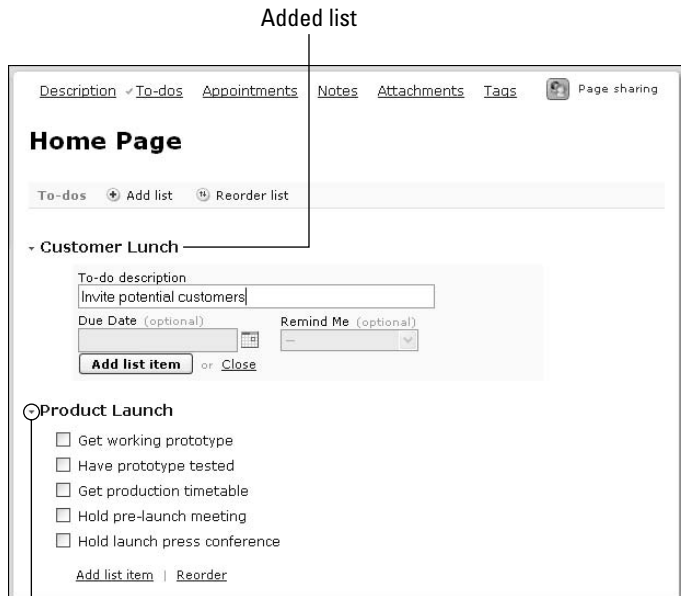 Added list
Description ✓To-dos Appointments Notes Attachments Tags Page sharing
Home Page
To-dos Add list Reorder list
Customer Lunch
To-do description
Invite potential customers
Due Date (optional) Remind Me (optional)
—
Add list item or Close
Product Launch
Get working prototype
Have prototype tested
Get production timetable
Hold pre-launch meeting
Hold launch press conference
Add list item | Reorder